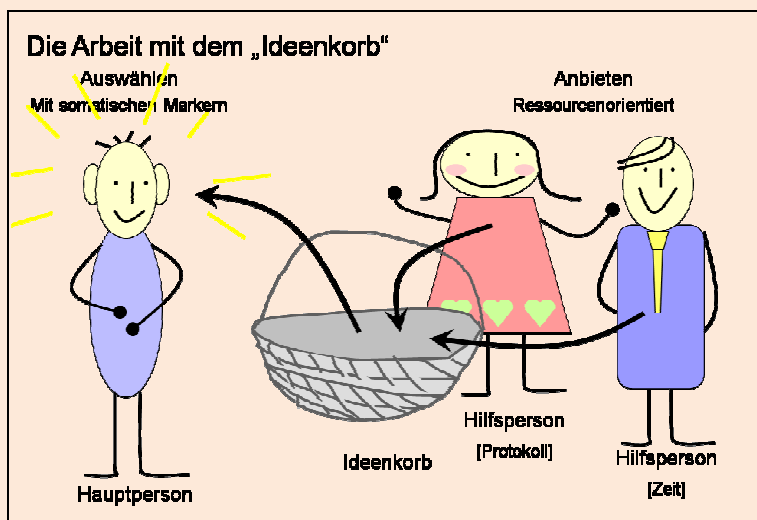 Die Arbeit mit dem „Ideenkorb“
Auswählen
Mit somatischen Markern
Anbieten
Ressourcenorientiert
Hauptperson
Ideenkorb
Hilfsperson
[Protokoll]
Hilfsperson
[Zeit]